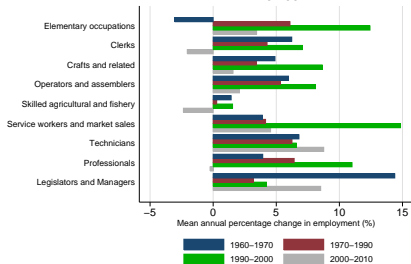 Elementary occupations
Clerks
Crafts and related
Operators and assemblers
Skilled agricultural and fishery
Service workers and market sales
Technicians
Professionals
Legislators and Managers
−5 0 5 10 15
Mean annual percentage change in employment (%)
1960−1970 1970−1990
1990−2000 2000−2010